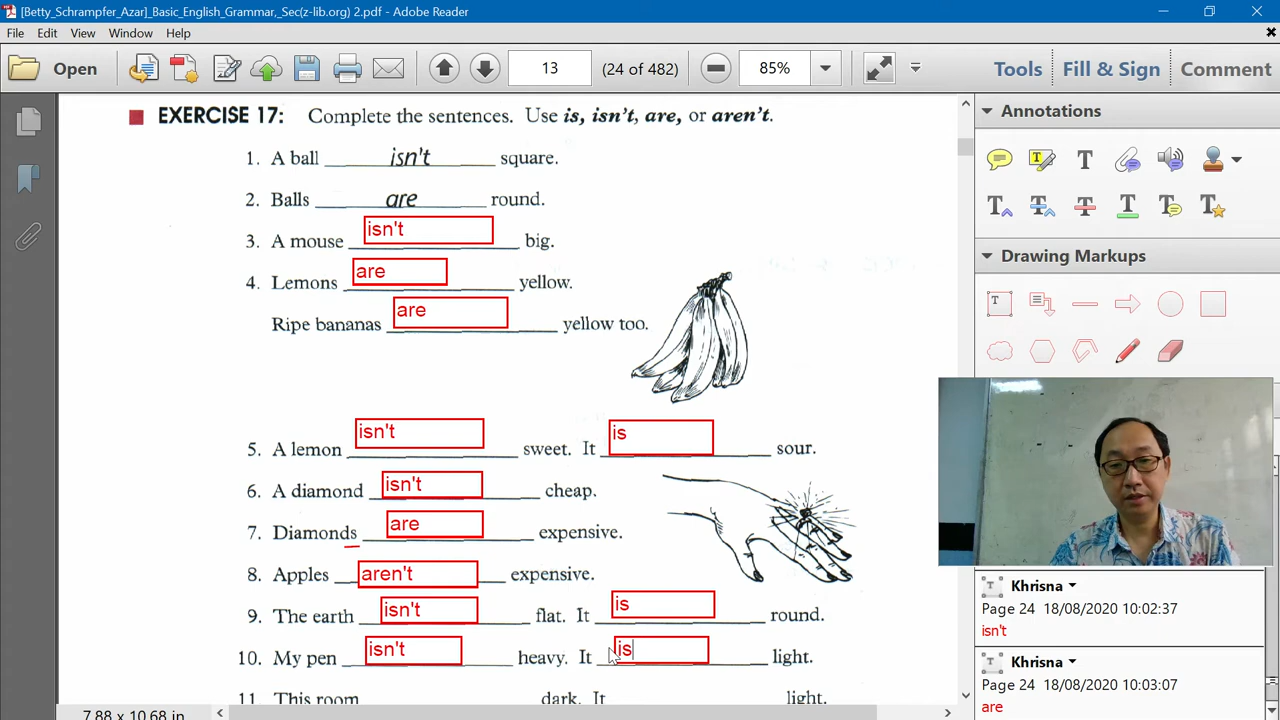 [Betty_Schrampfer_Azar]_Basic_English_Grammar,_Sec(z-lib.org) 2.pdf - Adobe Reader
File Edit View Window Help
Open 13 (24 of 482) 85% Tools Fill & Sign Comment
EXERCISE 17: Complete the sentences. Use is, isn't, are, or aren't.
1. A ball isn't square.
2. Balls are round.
3. A mouse isn't big.
4. Lemons are yellow.
Ripe bananas are yellow too.
5. A lemon isn't sweet. It is sour.
6. A diamond isn't cheap.
7. Diamonds are expensive.
8. Apples aren't expensive.
9. The earth isn't flat. It is round.
10. My pen isn't heavy. It is light.
11. This room dark. It light.
7.88 x 10.68 in
Annotations
T
T T T T T
Drawing Markups
T
Khrisna
Page 24 18/08/2020 10:02:37
isn't
Khrisna
Page 24 18/08/2020 10:03:07
are